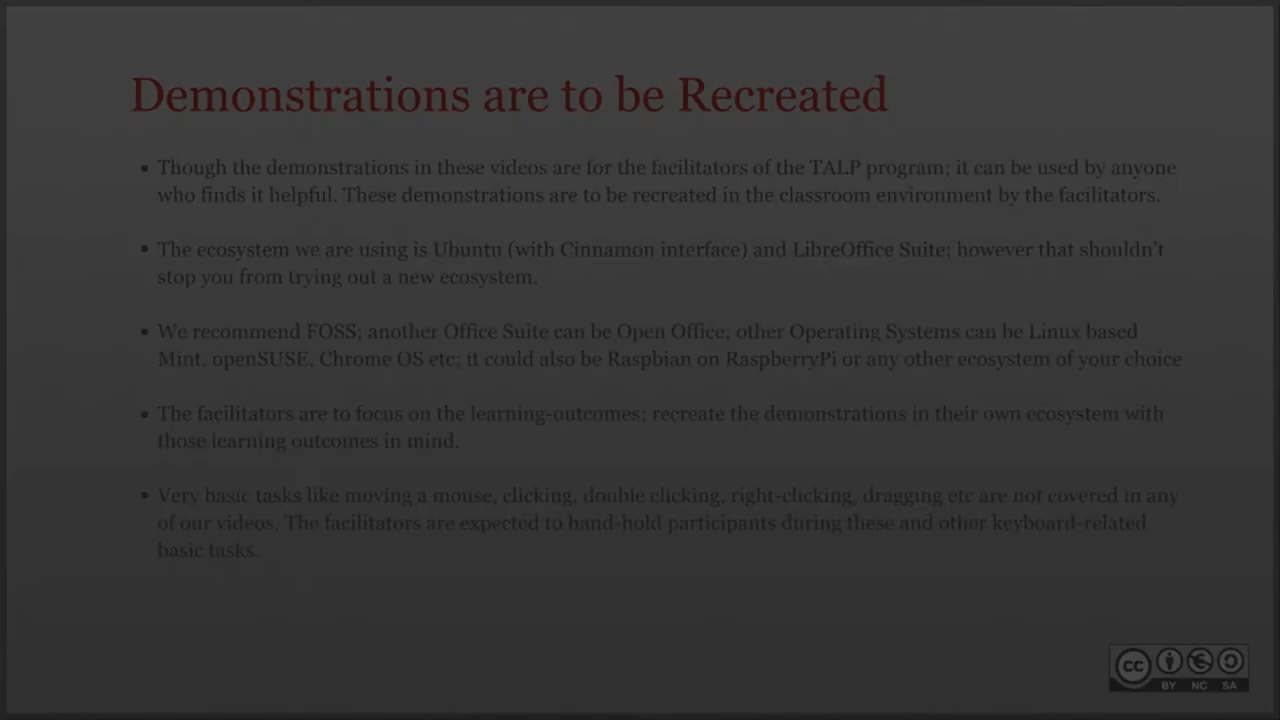 Demonstrations are to be Recreated
• Though the demonstrations in these videos are for the facilitators of the TALP program; it can be used by anyone
who finds it helpful. These demonstrations are to be recreated in the classroom environment by the facilitators.
• The ecosystem we are using is Ubuntu (with Cinnamon interface) and LibreOffice Suite; however that shouldn't
stop you from trying out a new ecosystem.
• We recommend FOSS; another Office Suite can be Open Office; other Operating Systems can be Linux based
Mint, openSUSE, Chrome OS etc; it could also be Raspbian on RaspberryPi or any other ecosystem of your choice
• The facilitators are to focus on the learning-outcomes; recreate the demonstrations in their own ecosystem with
those learning outcomes in mind.
• Very basic tasks like moving a mouse, clicking, double clicking, right-clicking, dragging etc are not covered in any
of our videos. The facilitators are expected to hand-hold participants during these and other keyboard-related
basic tasks.
cc
BY NC SA